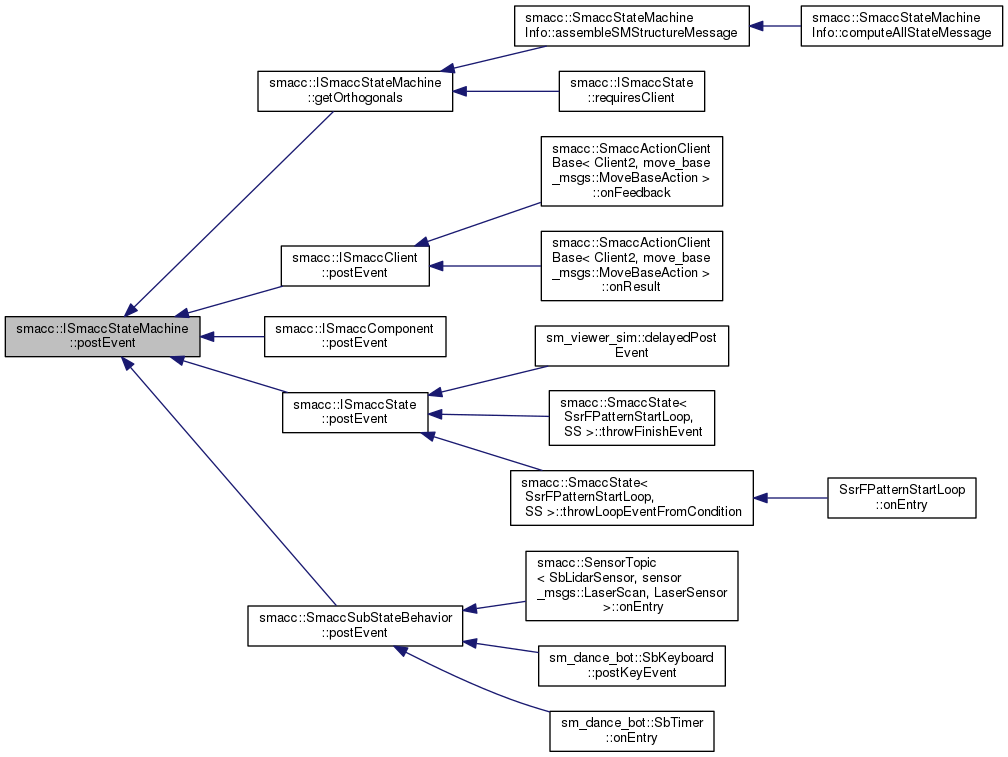 smacc::ISmaccStateMachine
::postEvent
smacc::ISmaccStateMachine
::getOrthogonals
smacc::SmaccStateMachine
Info::assembleSMStructureMessage
smacc::SmaccStateMachine
Info::computeAllStateMessage
smacc::ISmaccState
::requiresClient
smacc::ISmaccClient
::postEvent
smacc::SmaccActionClient
Base< Client2, move_base
_msgs::MoveBaseAction >
::onFeedback
smacc::SmaccActionClient
Base< Client2, move_base
_msgs::MoveBaseAction >
::onResult
smacc::ISmaccComponent
::postEvent
smacc::ISmaccState
::postEvent
sm_viewer_sim::delayedPost
Event
smacc::SmaccState<
SsrFPatternStartLoop,
SS >::throwFinishEvent
smacc::SmaccState<
SsrFPatternStartLoop,
SS >::throwLoopEventFromCondition
SsrFPatternStartLoop
::onEntry
smacc::SmaccSubStateBehavior
::postEvent
smacc::SensorTopic
< SbLidarSensor, sensor
_msgs::LaserScan, LaserSensor
>::onEntry
sm_dance_bot::SbKeyboard
::postKeyEvent
sm_dance_bot::SbTimer
::onEntry